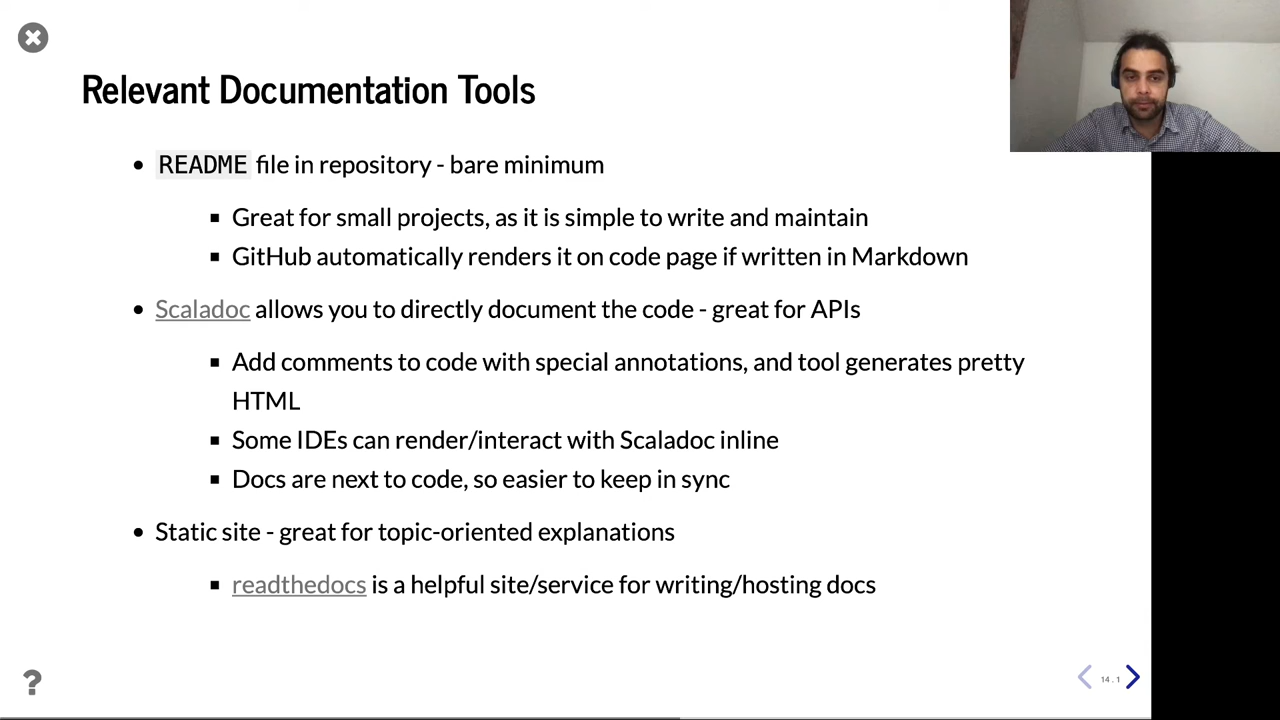 Relevant Documentation Tools
README file in repository - bare minimum
Great for small projects, as it is simple to write and maintain
GitHub automatically renders it on code page if written in Markdown
Scaladoc allows you to directly document the code - great for APIs
Add comments to code with special annotations, and tool generates pretty
HTML
Some IDEs can render/interact with Scaladoc inline
Docs are next to code, so easier to keep in sync
Static site - great for topic-oriented explanations
readthedocs is a helpful site/service for writing/hosting docs
?
14.1